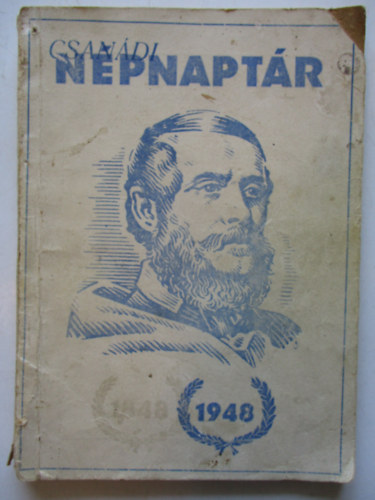 CSANÁDI
NÉPNAPTÁR
1848 1948